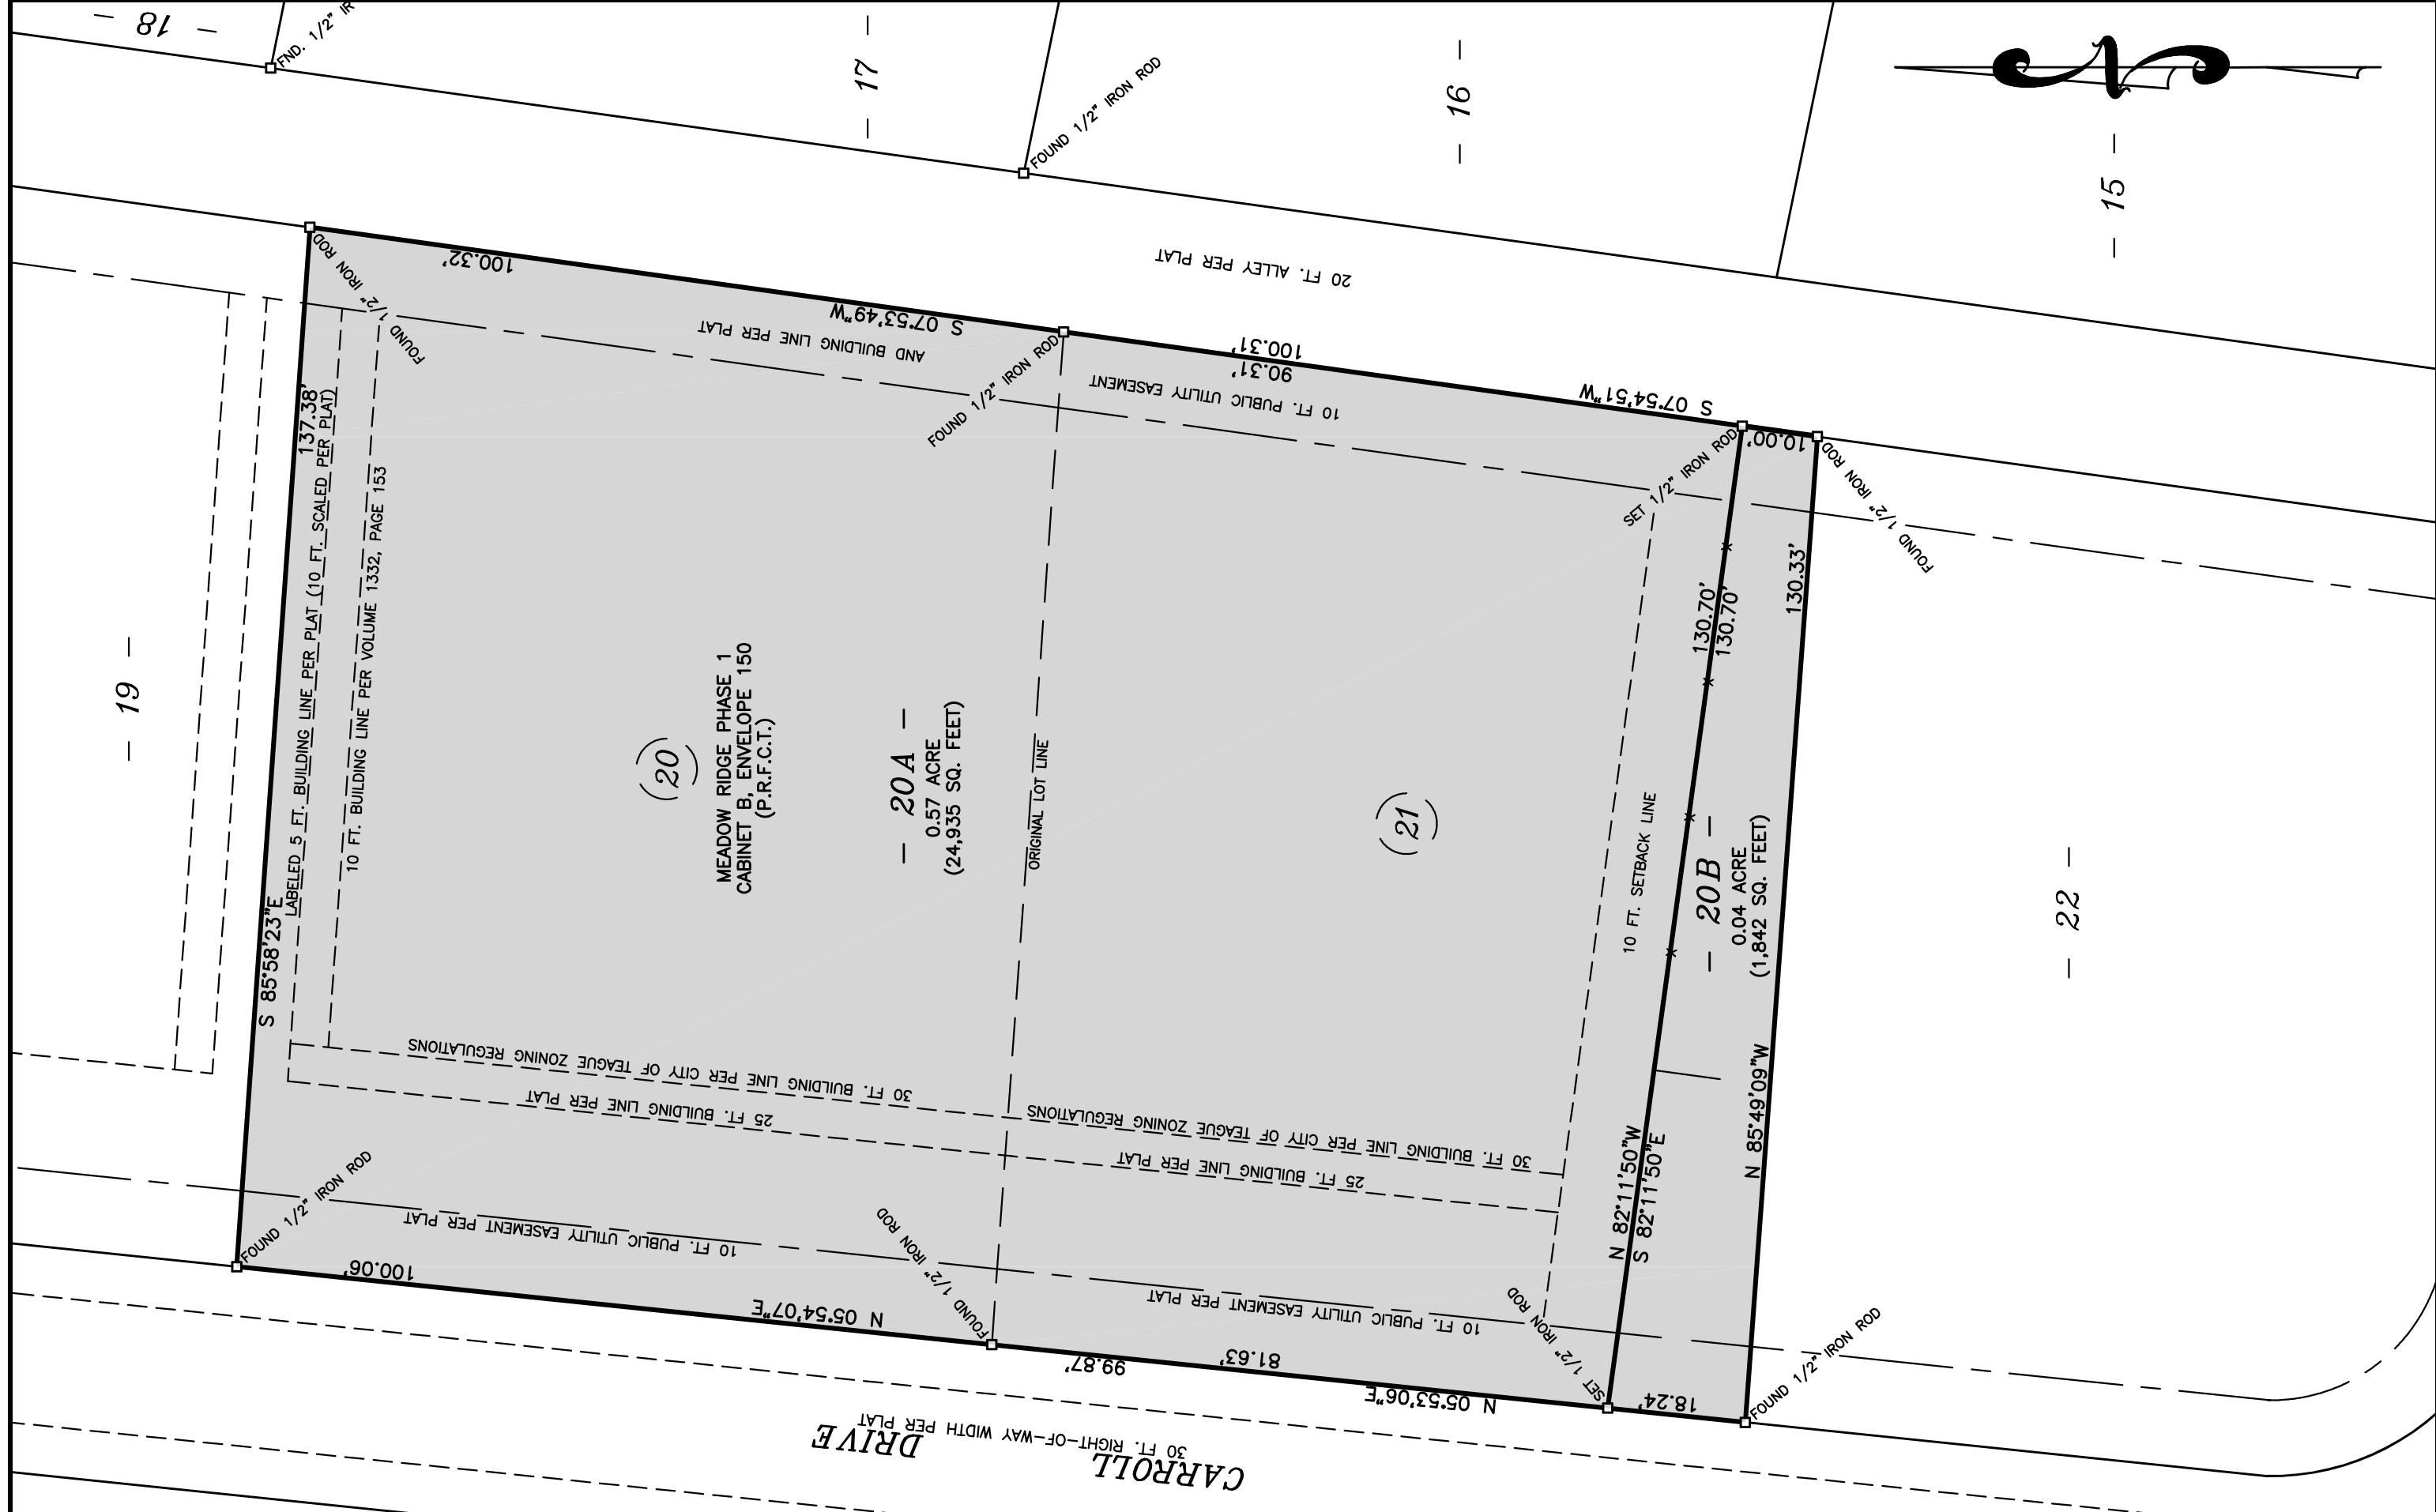 - 18 -
FND. 1/2" IR
- 17 -
FOUND 1/2" IRON ROD
- 16 -
- 15 -
N
20 FT. ALLEY PER PLAT
FOUND 1/2" IRON ROD
100.32'
S 07°53'49"W
AND BUILDING LINE PER PLAT
FOUND 1/2" IRON ROD
100.31'
90.31'
10 FT. PUBLIC UTILITY EASEMENT
S 07°54'51"W
SET 1/2" IRON ROD
10.00'
FOUND 1/2" IRON ROD
- 19 -
137.38'
S 85°58'23"E
LABELED 5 FT. BUILDING LINE PER PLAT (10 FT. SCALED PER PLAT)
10 FT. BUILDING LINE PER VOLUME 1332, PAGE 153
(20)
MEADOW RIDGE PHASE 1
CABINET B, ENVELOPE 150
(P.R.F.C.T.)
- 20A -
0.57 ACRE
(24,935 SQ. FEET)
ORIGINAL LOT LINE
(21)
10 FT. SETBACK LINE
130.70'
130.70'
N 82°11'50"W
S 82°11'50"E
- 20B -
0.04 ACRE
(1,842 SQ. FEET)
130.33'
N 85°49'09"W
- 22 -
30 FT. BUILDING LINE PER CITY OF TEAGUE ZONING REGULATIONS
25 FT. BUILDING LINE PER PLAT
30 FT. BUILDING LINE PER CITY OF TEAGUE ZONING REGULATIONS
25 FT. BUILDING LINE PER PLAT
10 FT. PUBLIC UTILITY EASEMENT PER PLAT
10 FT. PUBLIC UTILITY EASEMENT PER PLAT
FOUND 1/2" IRON ROD
100.06'
N 05°54'07"E
FOUND 1/2" IRON ROD
99.87'
81.63'
N 05°53'06"E
SET 1/2" IRON ROD
18.24'
FOUND 1/2" IRON ROD
30 FT. RIGHT-OF-WAY WIDTH PER PLAT
CARROLL DRIVE